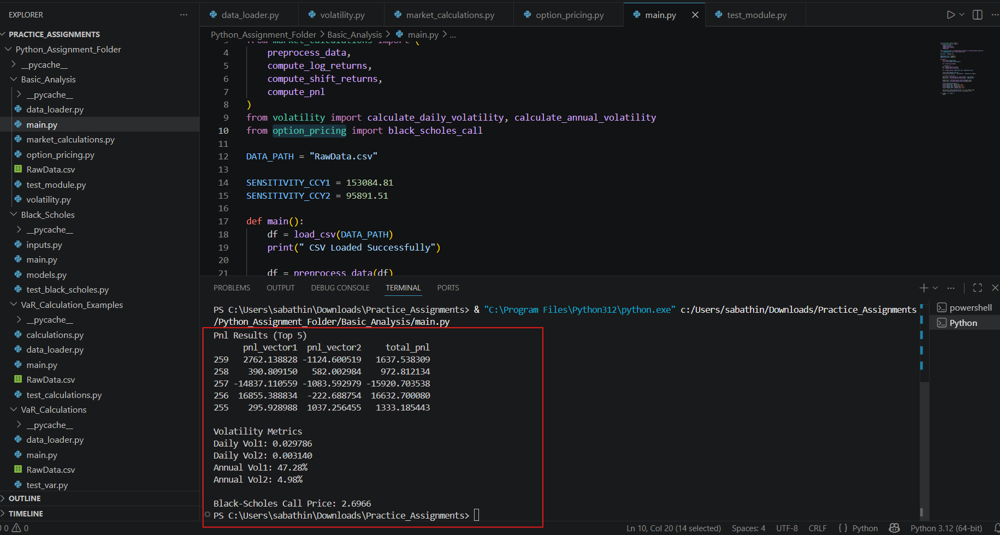 EXPLORER
PRACTICE_ASSIGNMENTS
Python_Assignment_Folder
__pycache__
Basic_Analysis
__pycache__
data_loader.py
main.py
market_calculations.py
option_pricing.py
RawData.csv
test_module.py
volatility.py
Black_Scholes
__pycache__
inputs.py
main.py
models.py
test_black_scholes.py
VaR_Calculation_Examples
__pycache__
calculations.py
data_loader.py
main.py
RawData.csv
test_calculations.py
VaR_Calculations
__pycache__
data_loader.py
main.py
RawData.csv
test_var.py
OUTLINE
TIMELINE
data_loader.py volatility.py market_calculations.py option_pricing.py main.py test_module.py
Python_Assignment_Folder > Basic_Analysis > main.py > ...
3 from market_calculations import (
4 preprocess_data,
5 compute_log_returns,
6 compute_shift_returns,
7 compute_pnl
8 )
9 from volatility import calculate_daily_volatility, calculate_annual_volatility
10 from option_pricing import black_scholes_call
11
12 DATA_PATH = "RawData.csv"
13
14 SENSITIVITY_CCY1 = 153084.81
15 SENSITIVITY_CCY2 = 95891.51
16
17 def main():
18 df = load_csv(DATA_PATH)
19 print(" CSV Loaded Successfully")
20
21 df = preprocess_data(df)
PROBLEMS OUTPUT DEBUG CONSOLE TERMINAL PORTS
powershell
Python
PS C:\Users\sabathin\Downloads\Practice_Assignments> & "C:\Program Files\Python312\python.exe" c:/Users/sabathin/Downloads/Practice_Assignments
/Python_Assignment_Folder/Basic_Analysis/main.py
Pnl Results (Top 5)
pnl_vector1 pnl_vector2 total_pnl
259 2762.138828 -1124.600519 1637.538309
258 390.809150 582.002984 972.812134
257 -14837.110559 -1083.592979 -15920.703538
256 16855.388834 -222.688754 16632.700080
255 295.928988 1037.256455 1333.185443
Volatility Metrics
Daily Vol1: 0.029786
Daily Vol2: 0.003140
Annual Vol1: 47.28%
Annual Vol2: 4.98%
Black-Scholes Call Price: 2.6966
PS C:\Users\sabathin\Downloads\Practice_Assignments>
0 0 Ln 10, Col 20 (14 selected) Spaces: 4 UTF-8 CRLF { } Python Python 3.12 (64-bit)